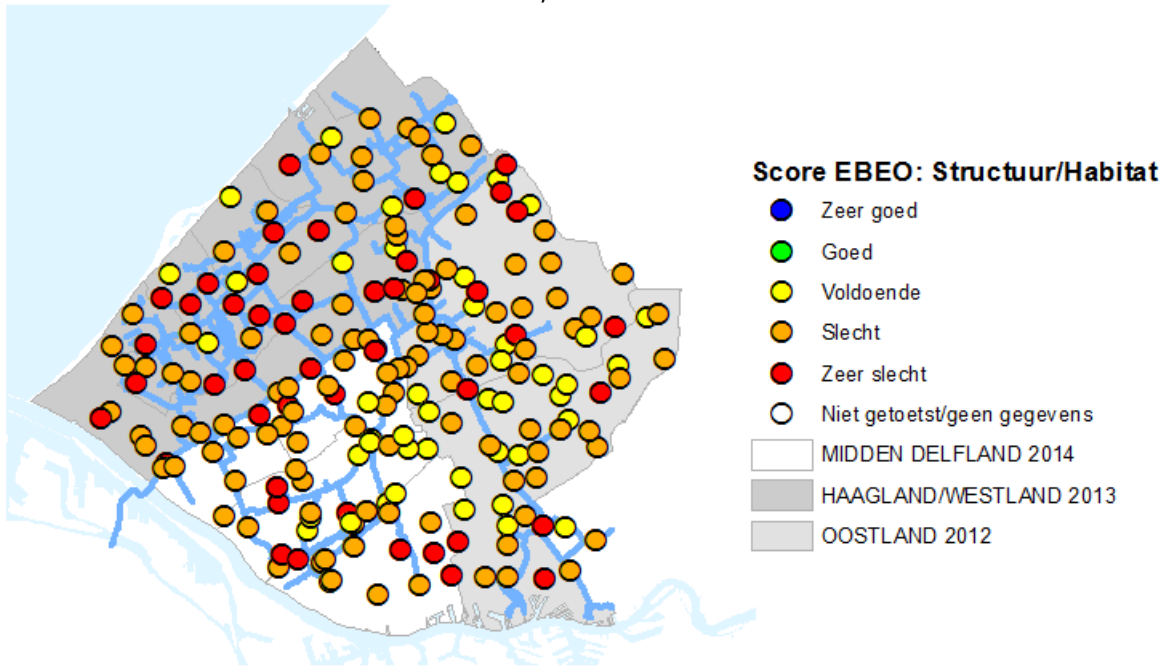 Score EBEO: Structuur/Habitat
Zeer goed
Goed
Voldoende
Slecht
Zeer slecht
Niet getoetst/geen gegevens
MIDDEN DELFLAND 2014
HAAGLAND/WESTLAND 2013
OOSTLAND 2012